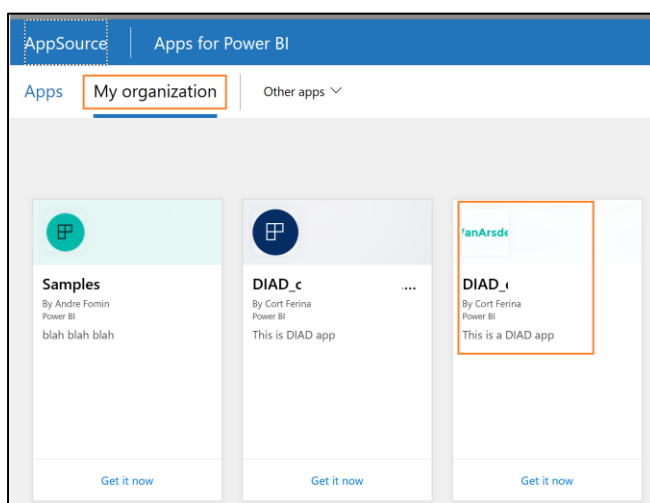 AppSource Apps for Power BI
Apps My organization Other apps
Samples
By Andre Fomin
Power BI
blah blah blah
Get it now
DIAD_c ...
By Cort Ferina
Power BI
This is DIAD app
Get it now
DIAD_
By Cort Ferina
Power BI
This is a DIAD app
Get it now